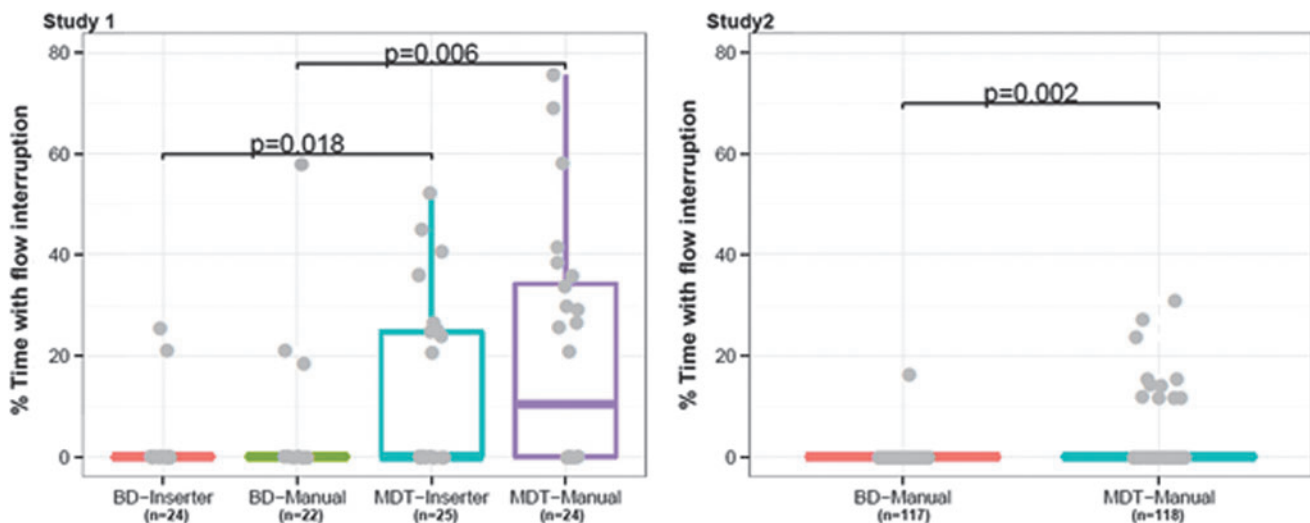 Study 1
% Time with flow interruption
80
60
40
20
0
p=0.006
p=0.018
BD-Inserter
(n=24)
BD-Manual
(n=22)
MDT-Inserter
(n=25)
MDT-Manual
(n=24)
Study2
% Time with flow interruption
80
60
40
20
0
p=0.002
BD-Manual
(n=117)
MDT-Manual
(n=118)